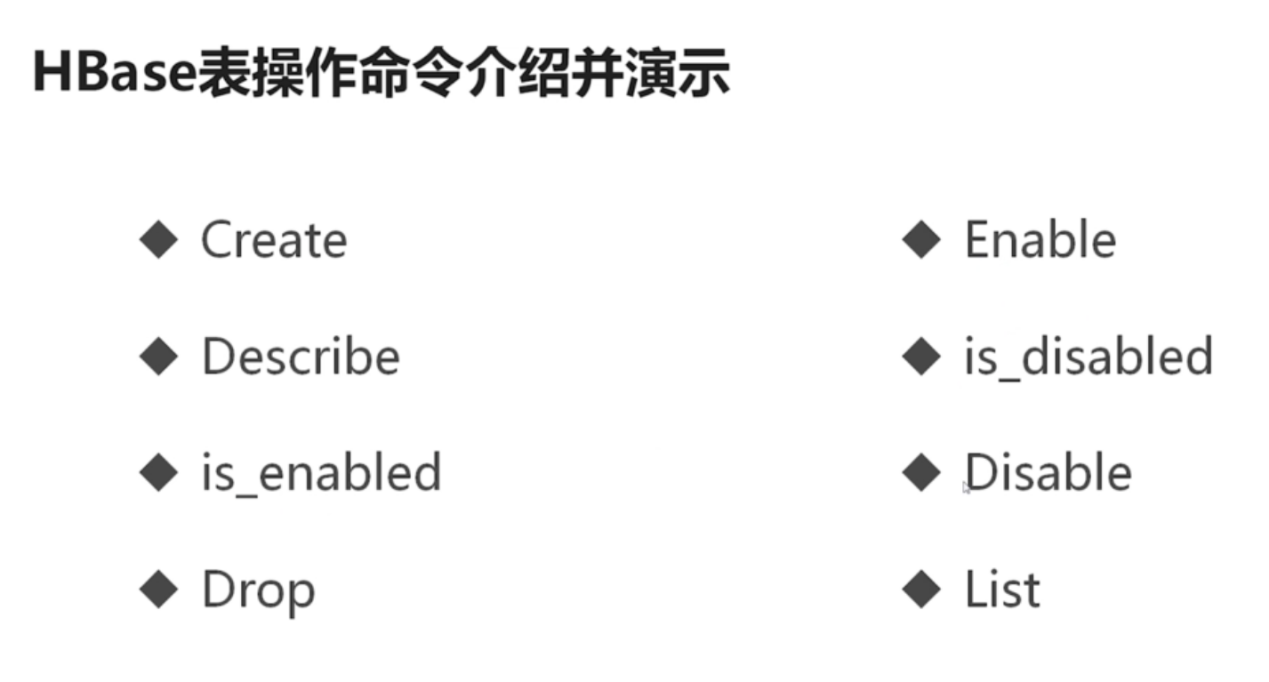 HBase表操作命令介绍并演示
◆ Create
◆ Enable
◆ Describe
◆ is_disabled
◆ is_enabled
◆ Disable
◆ Drop
◆ List